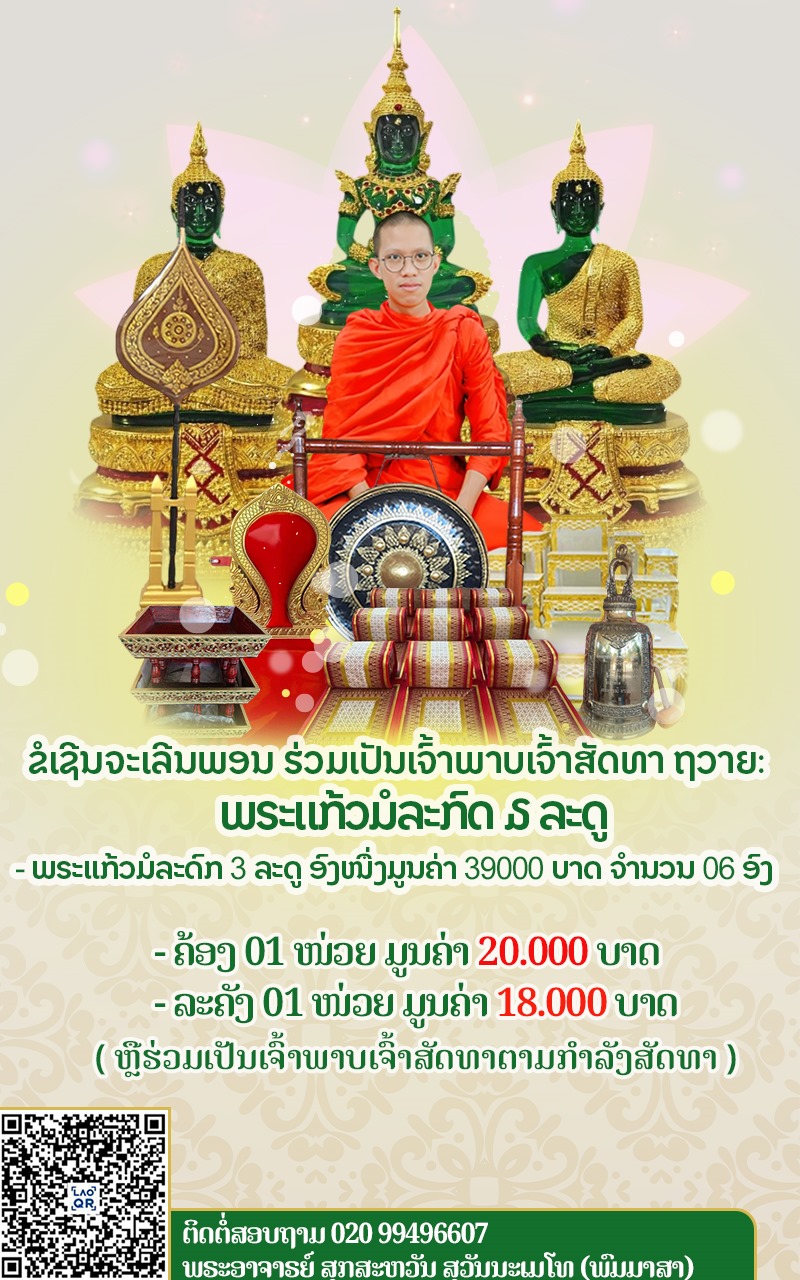 ຂໍເຊີນຈະເລີນພອນ ຮ່ວມເປັນເຈົ້າພາບເຈົ້າສັດທາ ຖວາຍ:
ພຣະແກ້ວມໍລະກົດ ຣ ລະດູ
- ພຣະແກ້ວມໍລະດົກ 3 ລະດູ ອົງໜຶ່ງມູນຄ່າ 39000 ບາດ ຈຳນວນ 06 ອົງ
- ຄ້ອງ 01 ໜ່ວຍ ມູນຄ່າ 20.000 ບາດ
- ລະຄັງ 01 ໜ່ວຍ ມູນຄ່າ 18.000 ບາດ
( ຫຼືຮ່ວມເປັນເຈົ້າພາບເຈົ້າສັດທາຕາມກຳລັງສັດທາ )
LAO QR
ຕິດຕໍ່ສອບຖາມ 020 99496607
ພຣະອາຈາຣຍ໌ ສຸກສະຫວັນ ສຸວັນນະເມໂທ (ພິມມາສາ)